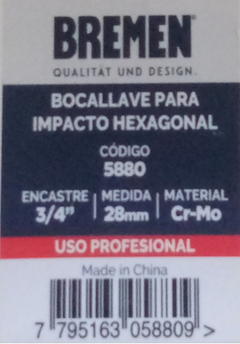 BREMEN®
QUALITÄT UND DESIGN.
BOCALLAVE PARA
IMPACTO HEXAGONAL
CÓDIGO
5880
ENCASTRE | MEDIDA | MATERIAL
3/4" | 28mm | Cr-Mo
USO PROFESIONAL
Made in China
7 795163 058809 >